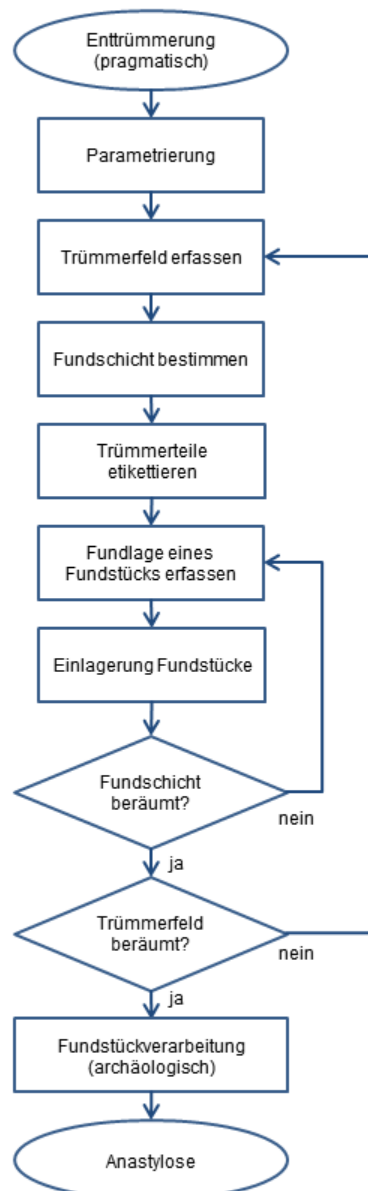 Enttrümmerung
(pragmatisch)
Parametrierung
Trümmerfeld erfassen
Fundschicht bestimmen
Trümmerteile
etikettieren
Fundlage eines
Fundstücks erfassen
Einlagerung Fundstücke
Fundschicht
beräumt?
nein
ja
Trümmerfeld
beräumt?
nein
ja
Fundstückverarbeitung
(archäologisch)
Anastylose